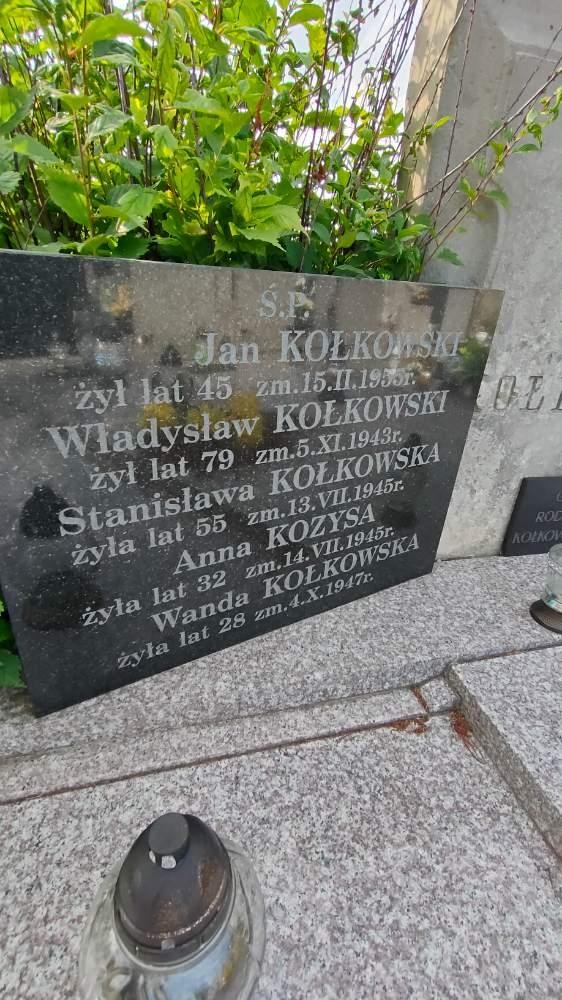 Ś.P.
Jan KOŁKOWSKI
żył lat 45 zm.15.II.1955r.
Władysław KOŁKOWSKI
żył lat 79 zm.5.XI.1943r.
Stanisława KOŁKOWSKA
żyła lat 55 zm.13.VII.1945r.
Anna KOZYSA
żyła lat 32 zm.14.VII.1945r.
Wanda KOŁKOWSKA
żyła lat 28 zm.4.X.1947r.